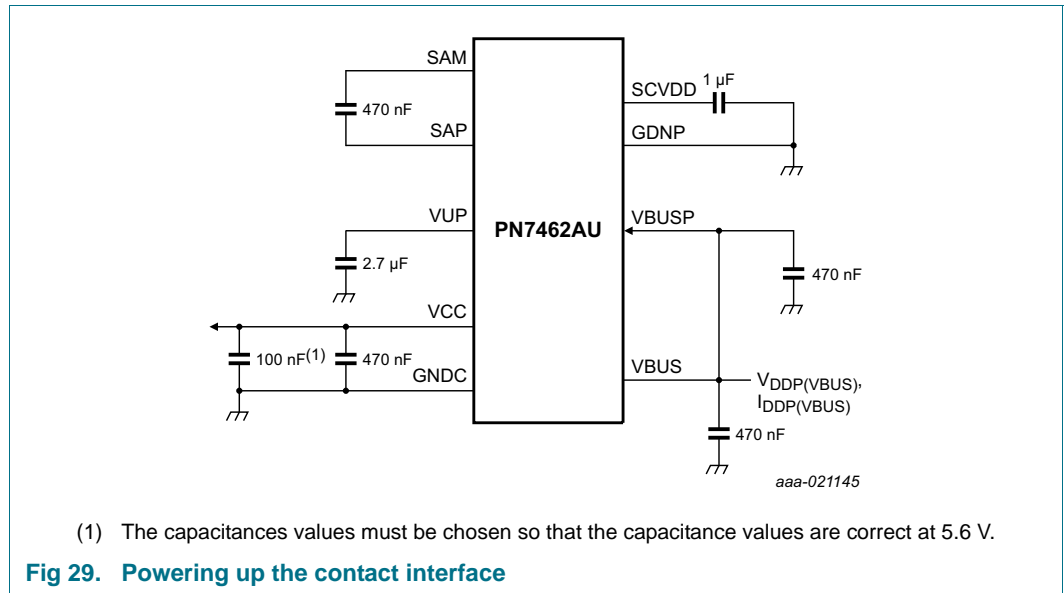 SAM
470 nF
SAP
SCVDD
1 µF
GDNP
VUP
2.7 µF
PN7462AU
VBUSP
470 nF
VCC
100 nF(1)
470 nF
GNDC
VBUS
VDDP(VBUS),
IDDP(VBUS)
470 nF
aaa-021145
(1) The capacitances values must be chosen so that the capacitance values are correct at 5.6 V.
Fig 29. Powering up the contact interface